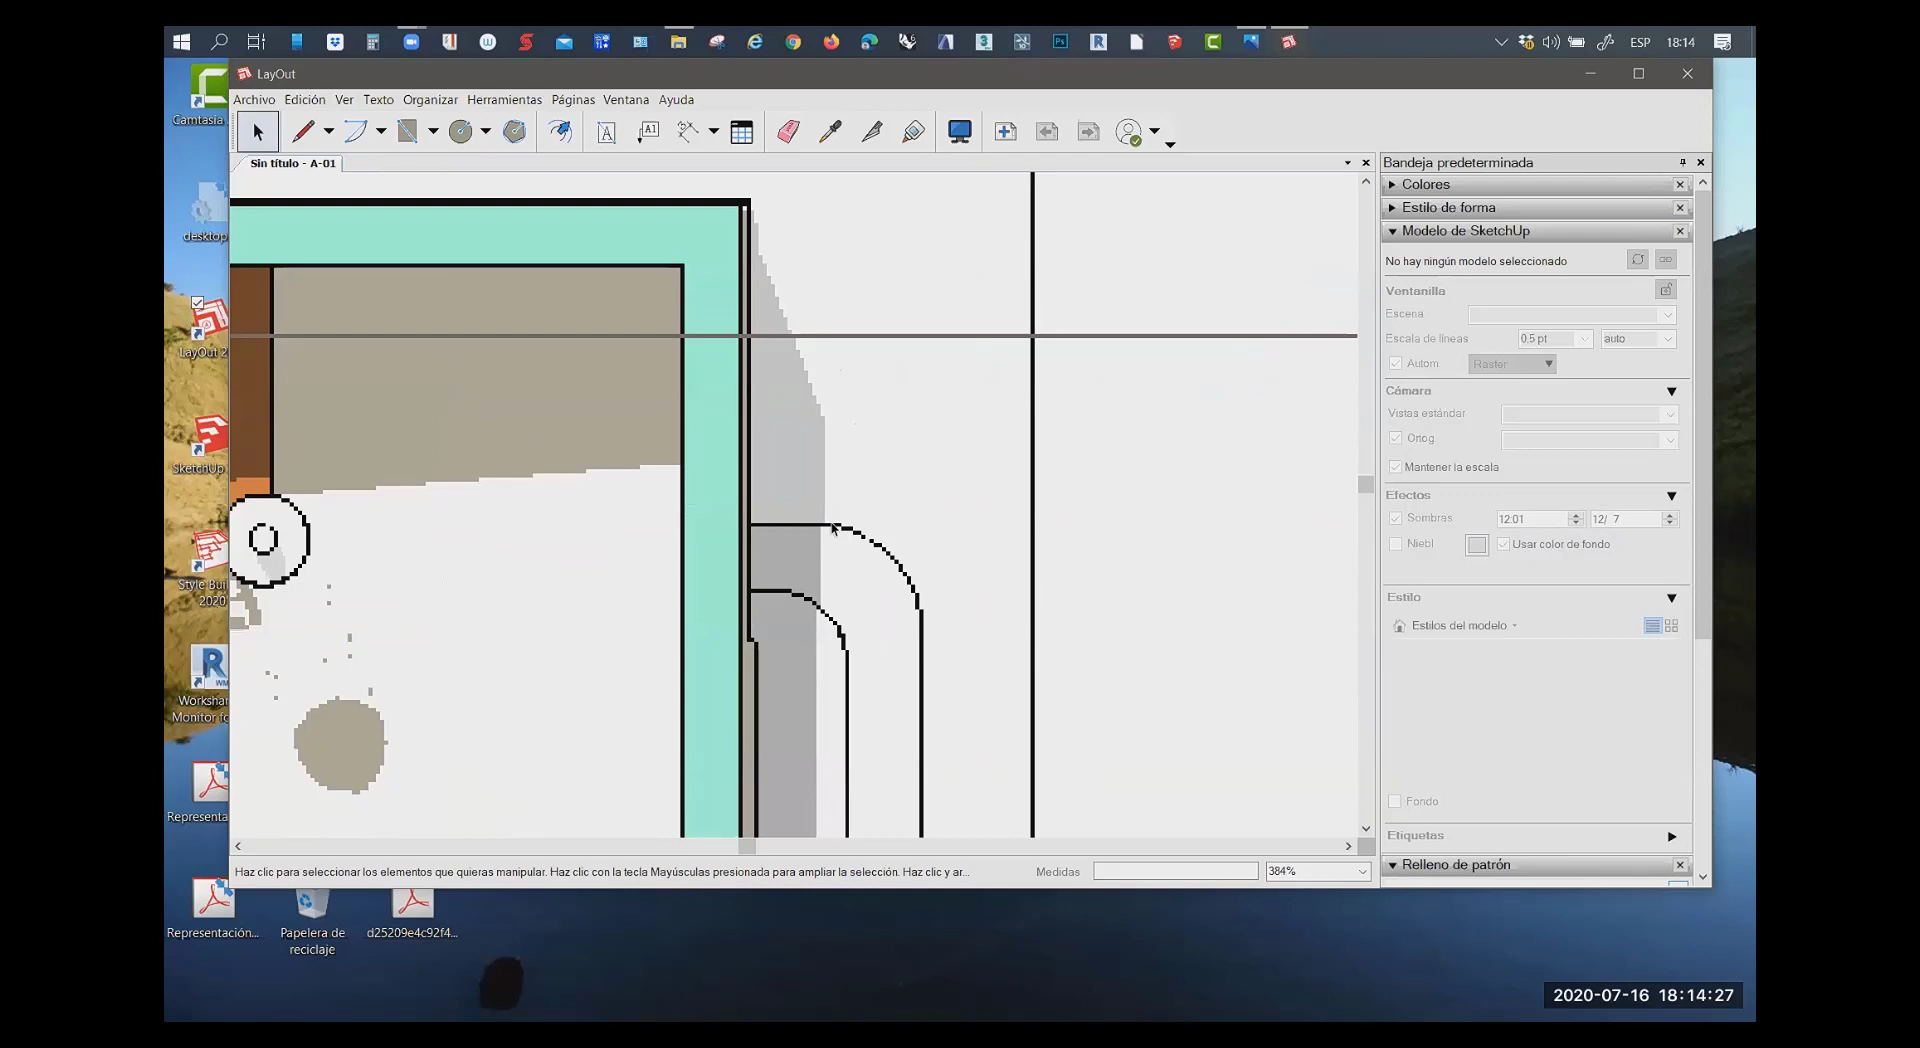 ESP 18:14
LayOut
Archivo Edición Ver Texto Organizar Herramientas Páginas Ventana Ayuda
Sin título - A-01
Bandeja predeterminada
Colores
Estilo de forma
Modelo de SketchUp
No hay ningún modelo seleccionado
Ventanilla
Escena
Escala de líneas 0.5 pt auto
Autom Raster
Cámara
Vistas estándar
Ortog.
Mantener la escala
Efectos
Sombras 12:01 12/ 7
Niebl Usar color de fondo
Estilo
Estilos del modelo
Fondo
Etiquetas
Relleno de patrón
Haz clic para seleccionar los elementos que quieras manipular. Haz clic con la tecla Mayúsculas presionada para ampliar la selección. Haz clic y ar...
Medidas
384%
Camtasia
desktop
LayOut 2
SketchUp
Style Buil
2020
Worksha
Monitor fo
Representa
Representación...
Papelera de
reciclaje
d25209e4c92f4...
2020-07-16 18:14:27